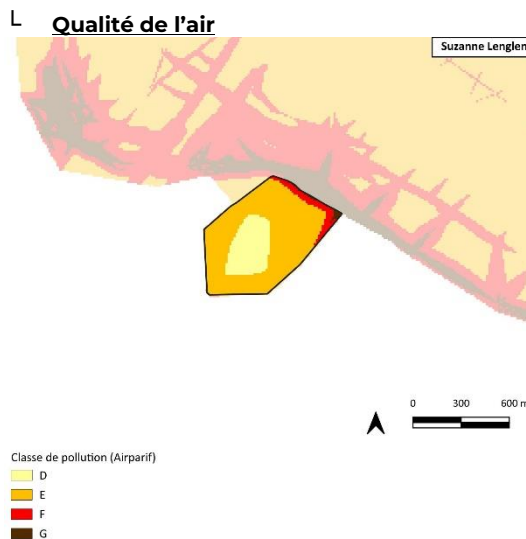 L
Qualité de l'air
Suzanne Lenglen
0 300 600 m
Classe de pollution (Airparif)
D
E
F
G